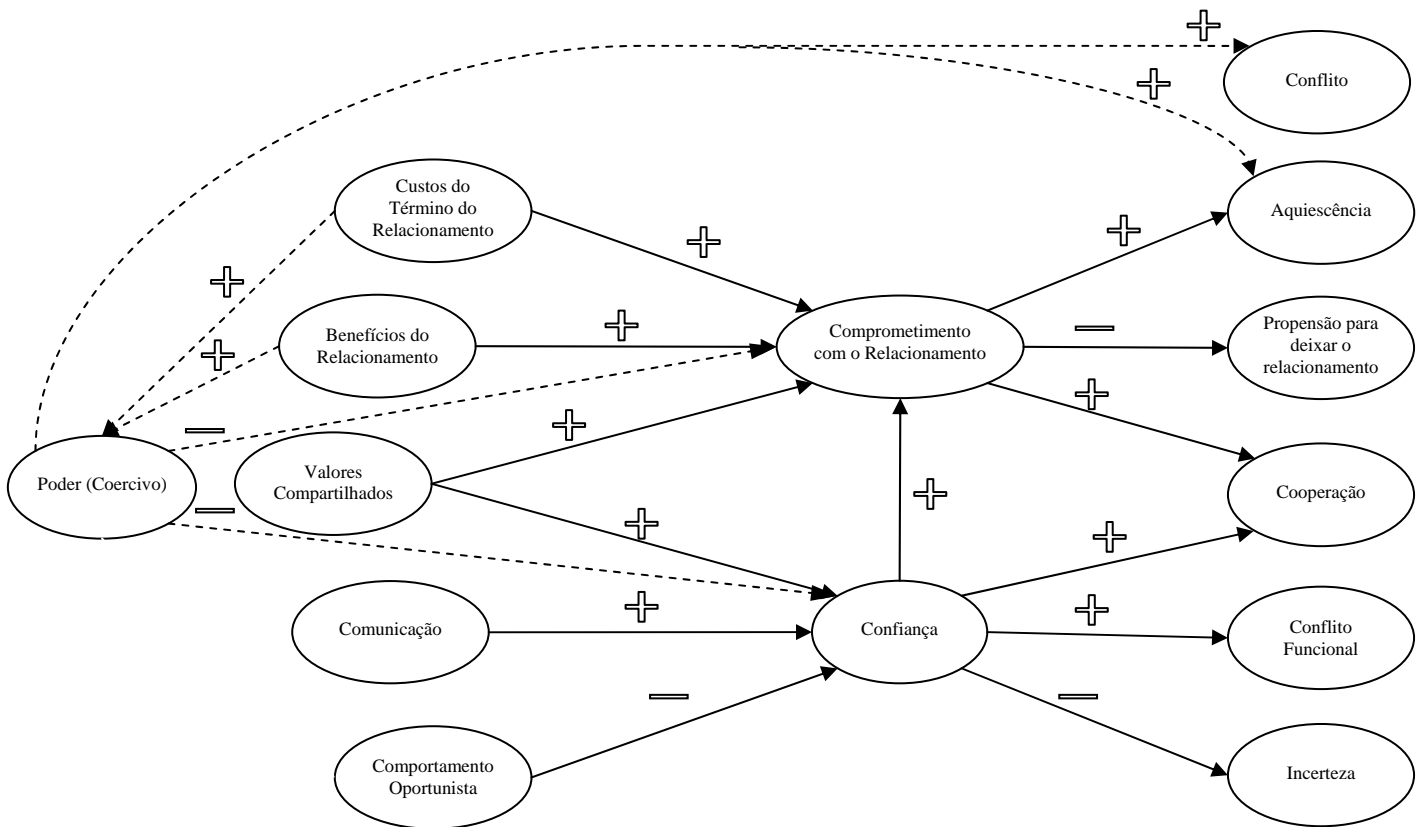 Conflito
Custos do
Término do
Relacionamento
Aquiescência
Benefícios do
Relacionamento
Comprometimento
com o Relacionamento
Propensão para
deixar o
relacionamento
Poder (Coercivo)
Valores
Compartilhados
Cooperação
Comunicação
Confiança
Conflito
Funcional
Comportamento
Oportunista
Incerteza